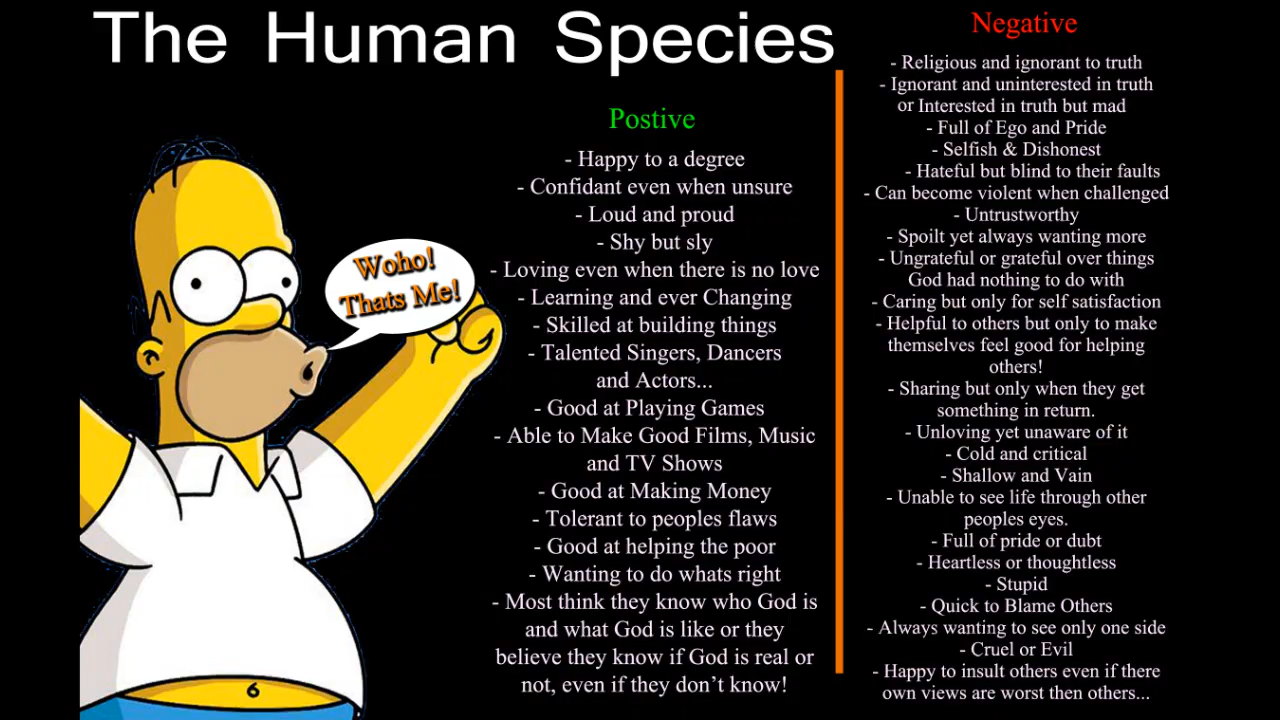 The Human Species
Woho!
Thats Me!
Postive
- Happy to a degree
- Confidant even when unsure
- Loud and proud
- Shy but sly
- Loving even when there is no love
- Learning and ever Changing
- Skilled at building things
- Talented Singers, Dancers
and Actors...
- Good at Playing Games
- Able to Make Good Films, Music
and TV Shows
- Good at Making Money
- Tolerant to peoples flaws
- Good at helping the poor
- Wanting to do whats right
- Most think they know who God is
and what God is like or they
believe they know if God is real or
not, even if they don't know!
Negative
- Religious and ignorant to truth
- Ignorant and uninterested in truth
or Interested in truth but mad
- Full of Ego and Pride
- Selfish & Dishonest
- Hateful but blind to their faults
- Can become violent when challenged
- Untrustworthy
- Spoilt yet always wanting more
- Ungrateful or grateful over things
God had nothing to do with
- Caring but only for self satisfaction
- Helpful to others but only to make
themselves feel good for helping
others!
- Sharing but only when they get
something in return.
- Unloving yet unaware of it
- Cold and critical
- Shallow and Vain
- Unable to see life through other
peoples eyes.
- Full of pride or dubt
- Heartless or thoughtless
- Stupid
- Quick to Blame Others
- Always wanting to see only one side
- Cruel or Evil
- Happy to insult others even if there
own views are worst then others...